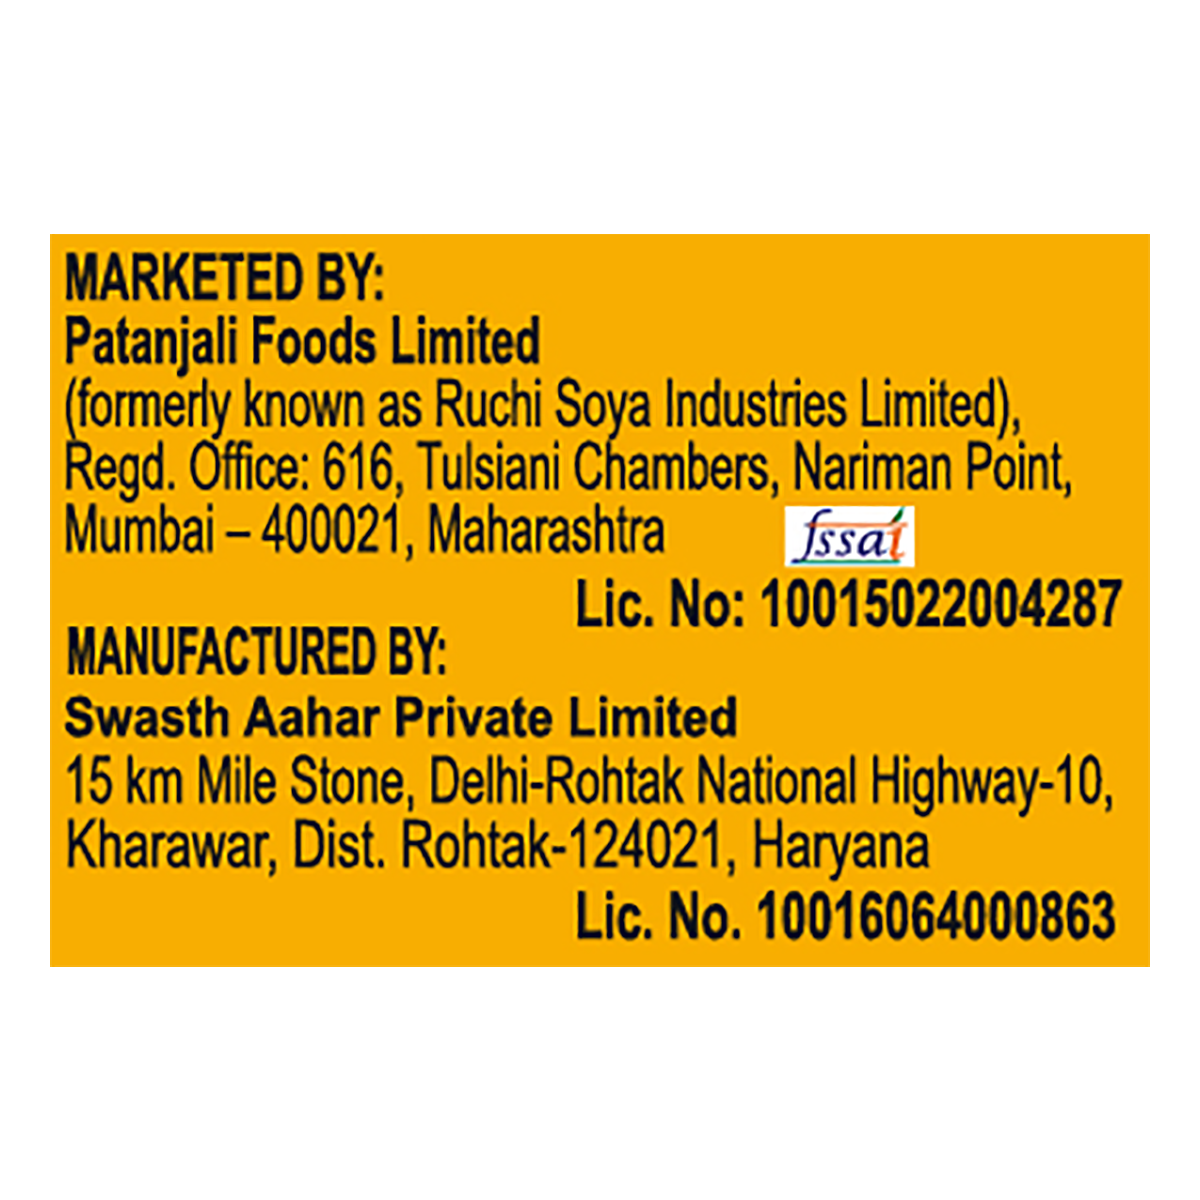 MARKETED BY:
Patanjali Foods Limited
(formerly known as Ruchi Soya Industries Limited),
Regd. Office: 616, Tulsiani Chambers, Nariman Point,
Mumbai – 400021, Maharashtra
fssai
Lic. No: 10015022004287
MANUFACTURED BY:
Swasth Aahar Private Limited
15 km Mile Stone, Delhi-Rohtak National Highway-10,
Kharawar, Dist. Rohtak-124021, Haryana
Lic. No. 10016064000863